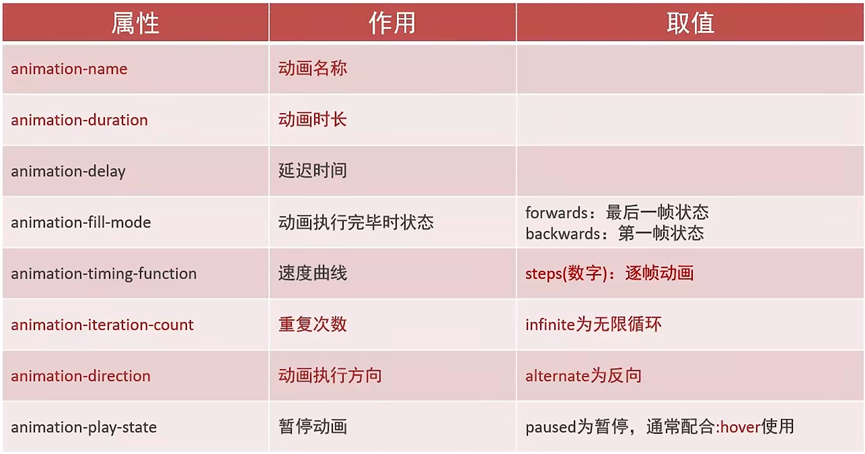 属性 作用 取值
animation-name 动画名称
animation-duration 动画时长
animation-delay 延迟时间
animation-fill-mode 动画执行完毕时状态 forwards：最后一帧状态
backwards：第一帧状态
animation-timing-function 速度曲线 steps(数字)：逐帧动画
animation-iteration-count 重复次数 infinite为无限循环
animation-direction 动画执行方向 alternate为反向
animation-play-state 暂停动画 paused为暂停，通常配合:hover使用